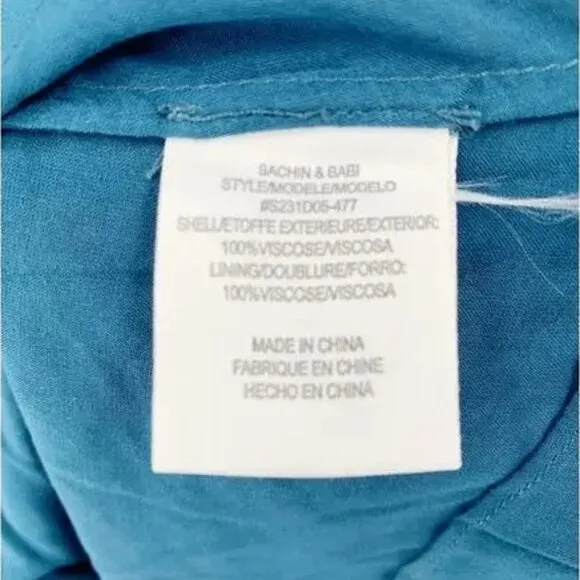 SACHIN & BABI
STYLE/MODELE/MODELO
#S231D05-477
SHELL/ETOFFE EXTERIEURE/EXTERIOR:
100%VISCOSE/VISCOSA
LINING/DOUBLURE/FORRO:
100%VISCOSE/VISCOSA
MADE IN CHINA
FABRIQUE EN CHINE
HECHO EN CHINA